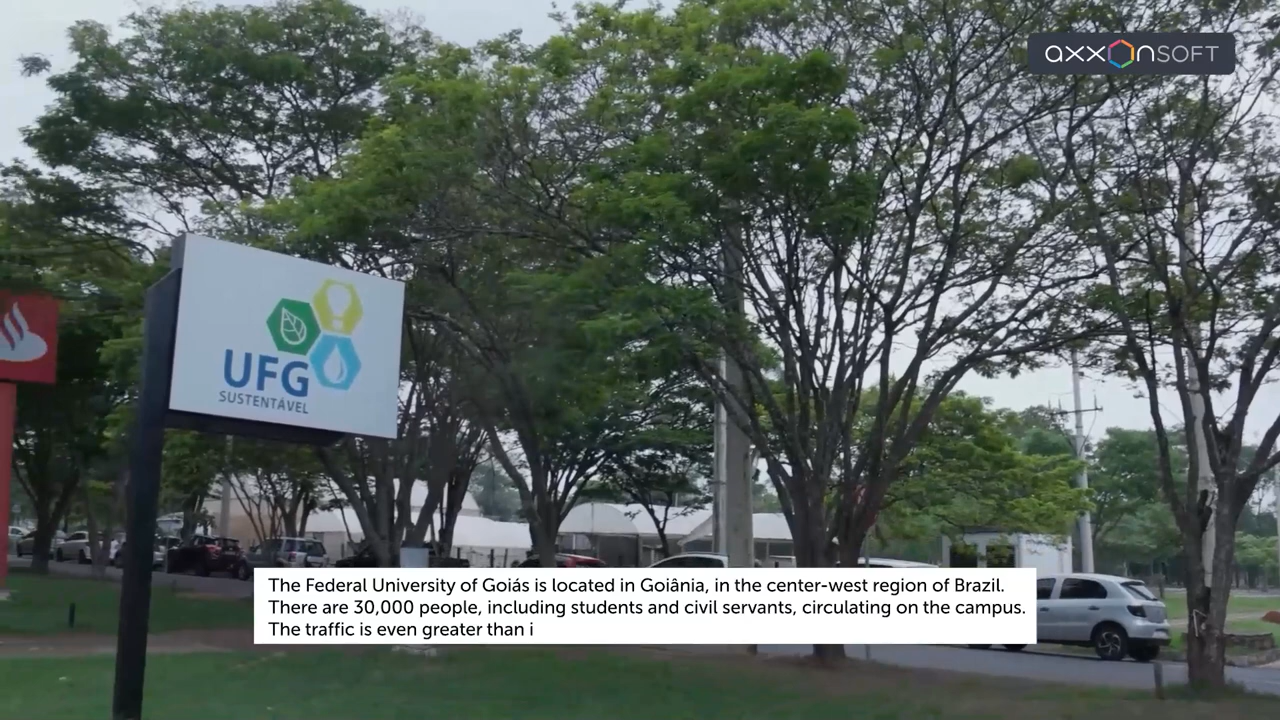 axxonsoft
UFG
SUSTENTÁVEL
The Federal University of Goiás is located in Goiânia, in the center-west region of Brazil.
There are 30,000 people, including students and civil servants, circulating on the campus.
The traffic is even greater than i